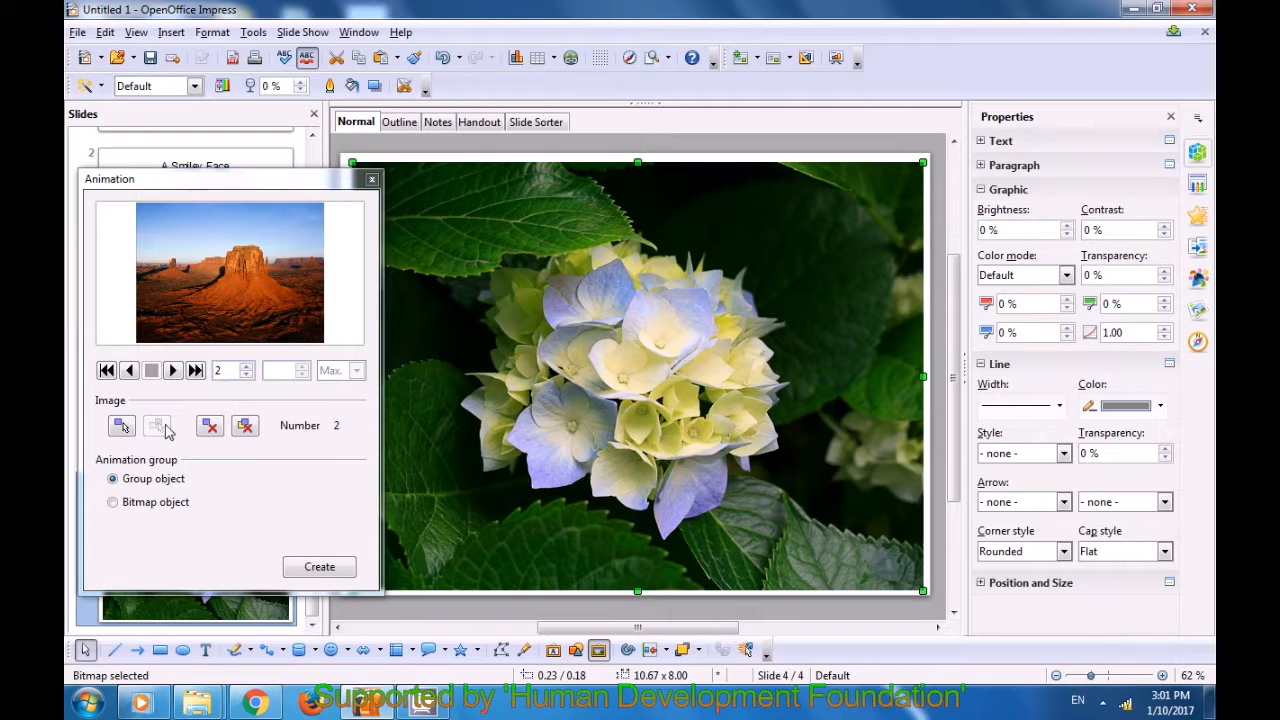 Untitled 1 - OpenOffice Impress
File Edit View Insert Format Tools Slide Show Window Help
Default 0 %
Slides
Normal Outline Notes Handout Slide Sorter
2
A Smiley Face
Animation
2 Max.
Image
Number 2
Animation group
Group object
Bitmap object
Create
Properties
Text
Paragraph
Graphic
Brightness: Contrast:
0 % 0 %
Color mode: Transparency:
Default 0 %
0 % 0 %
0 % 1.00
Line
Width: Color:
Style: Transparency:
- none - 0 %
Arrow:
- none - - none -
Corner style Cap style
Rounded Flat
Position and Size
Bitmap selected 0.23 / 0.18 10.67 x 8.00 * Slide 4 / 4 Default 62 %
Supported by 'Human Development Foundation'
EN 3:01 PM
1/10/2017